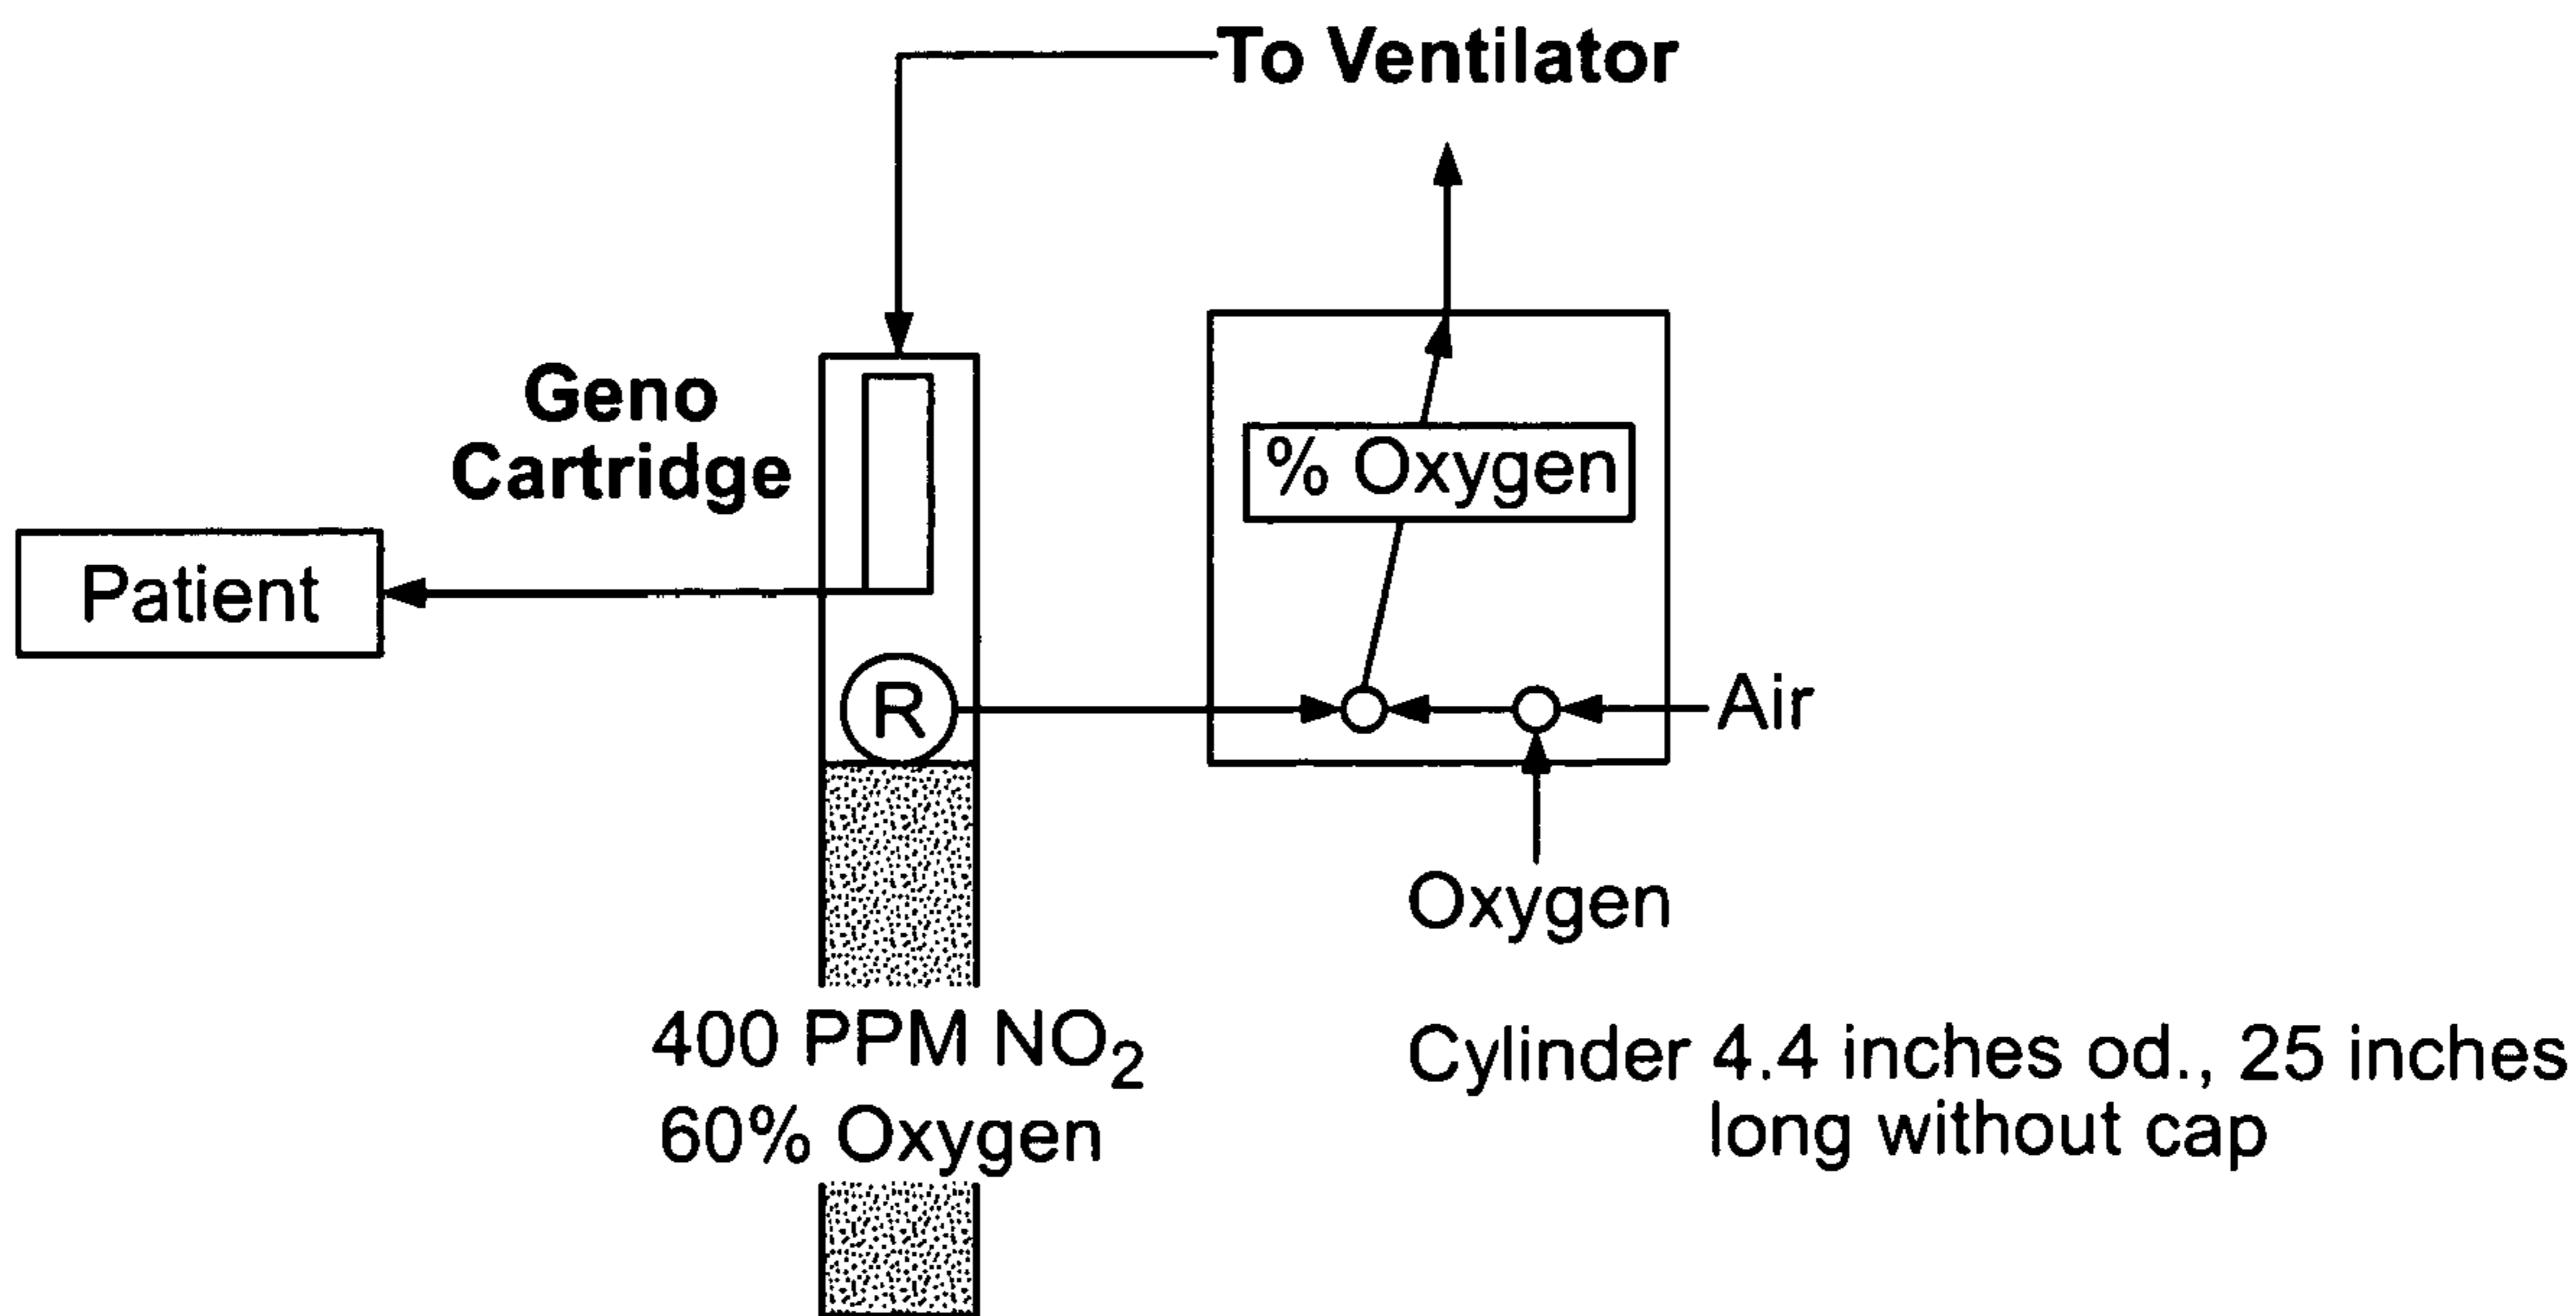 To Ventilator
Geno
Cartridge
% Oxygen
Patient
R
Air
Oxygen
400 PPM NO₂
60% Oxygen
Cylinder 4.4 inches od., 25 inches
long without cap